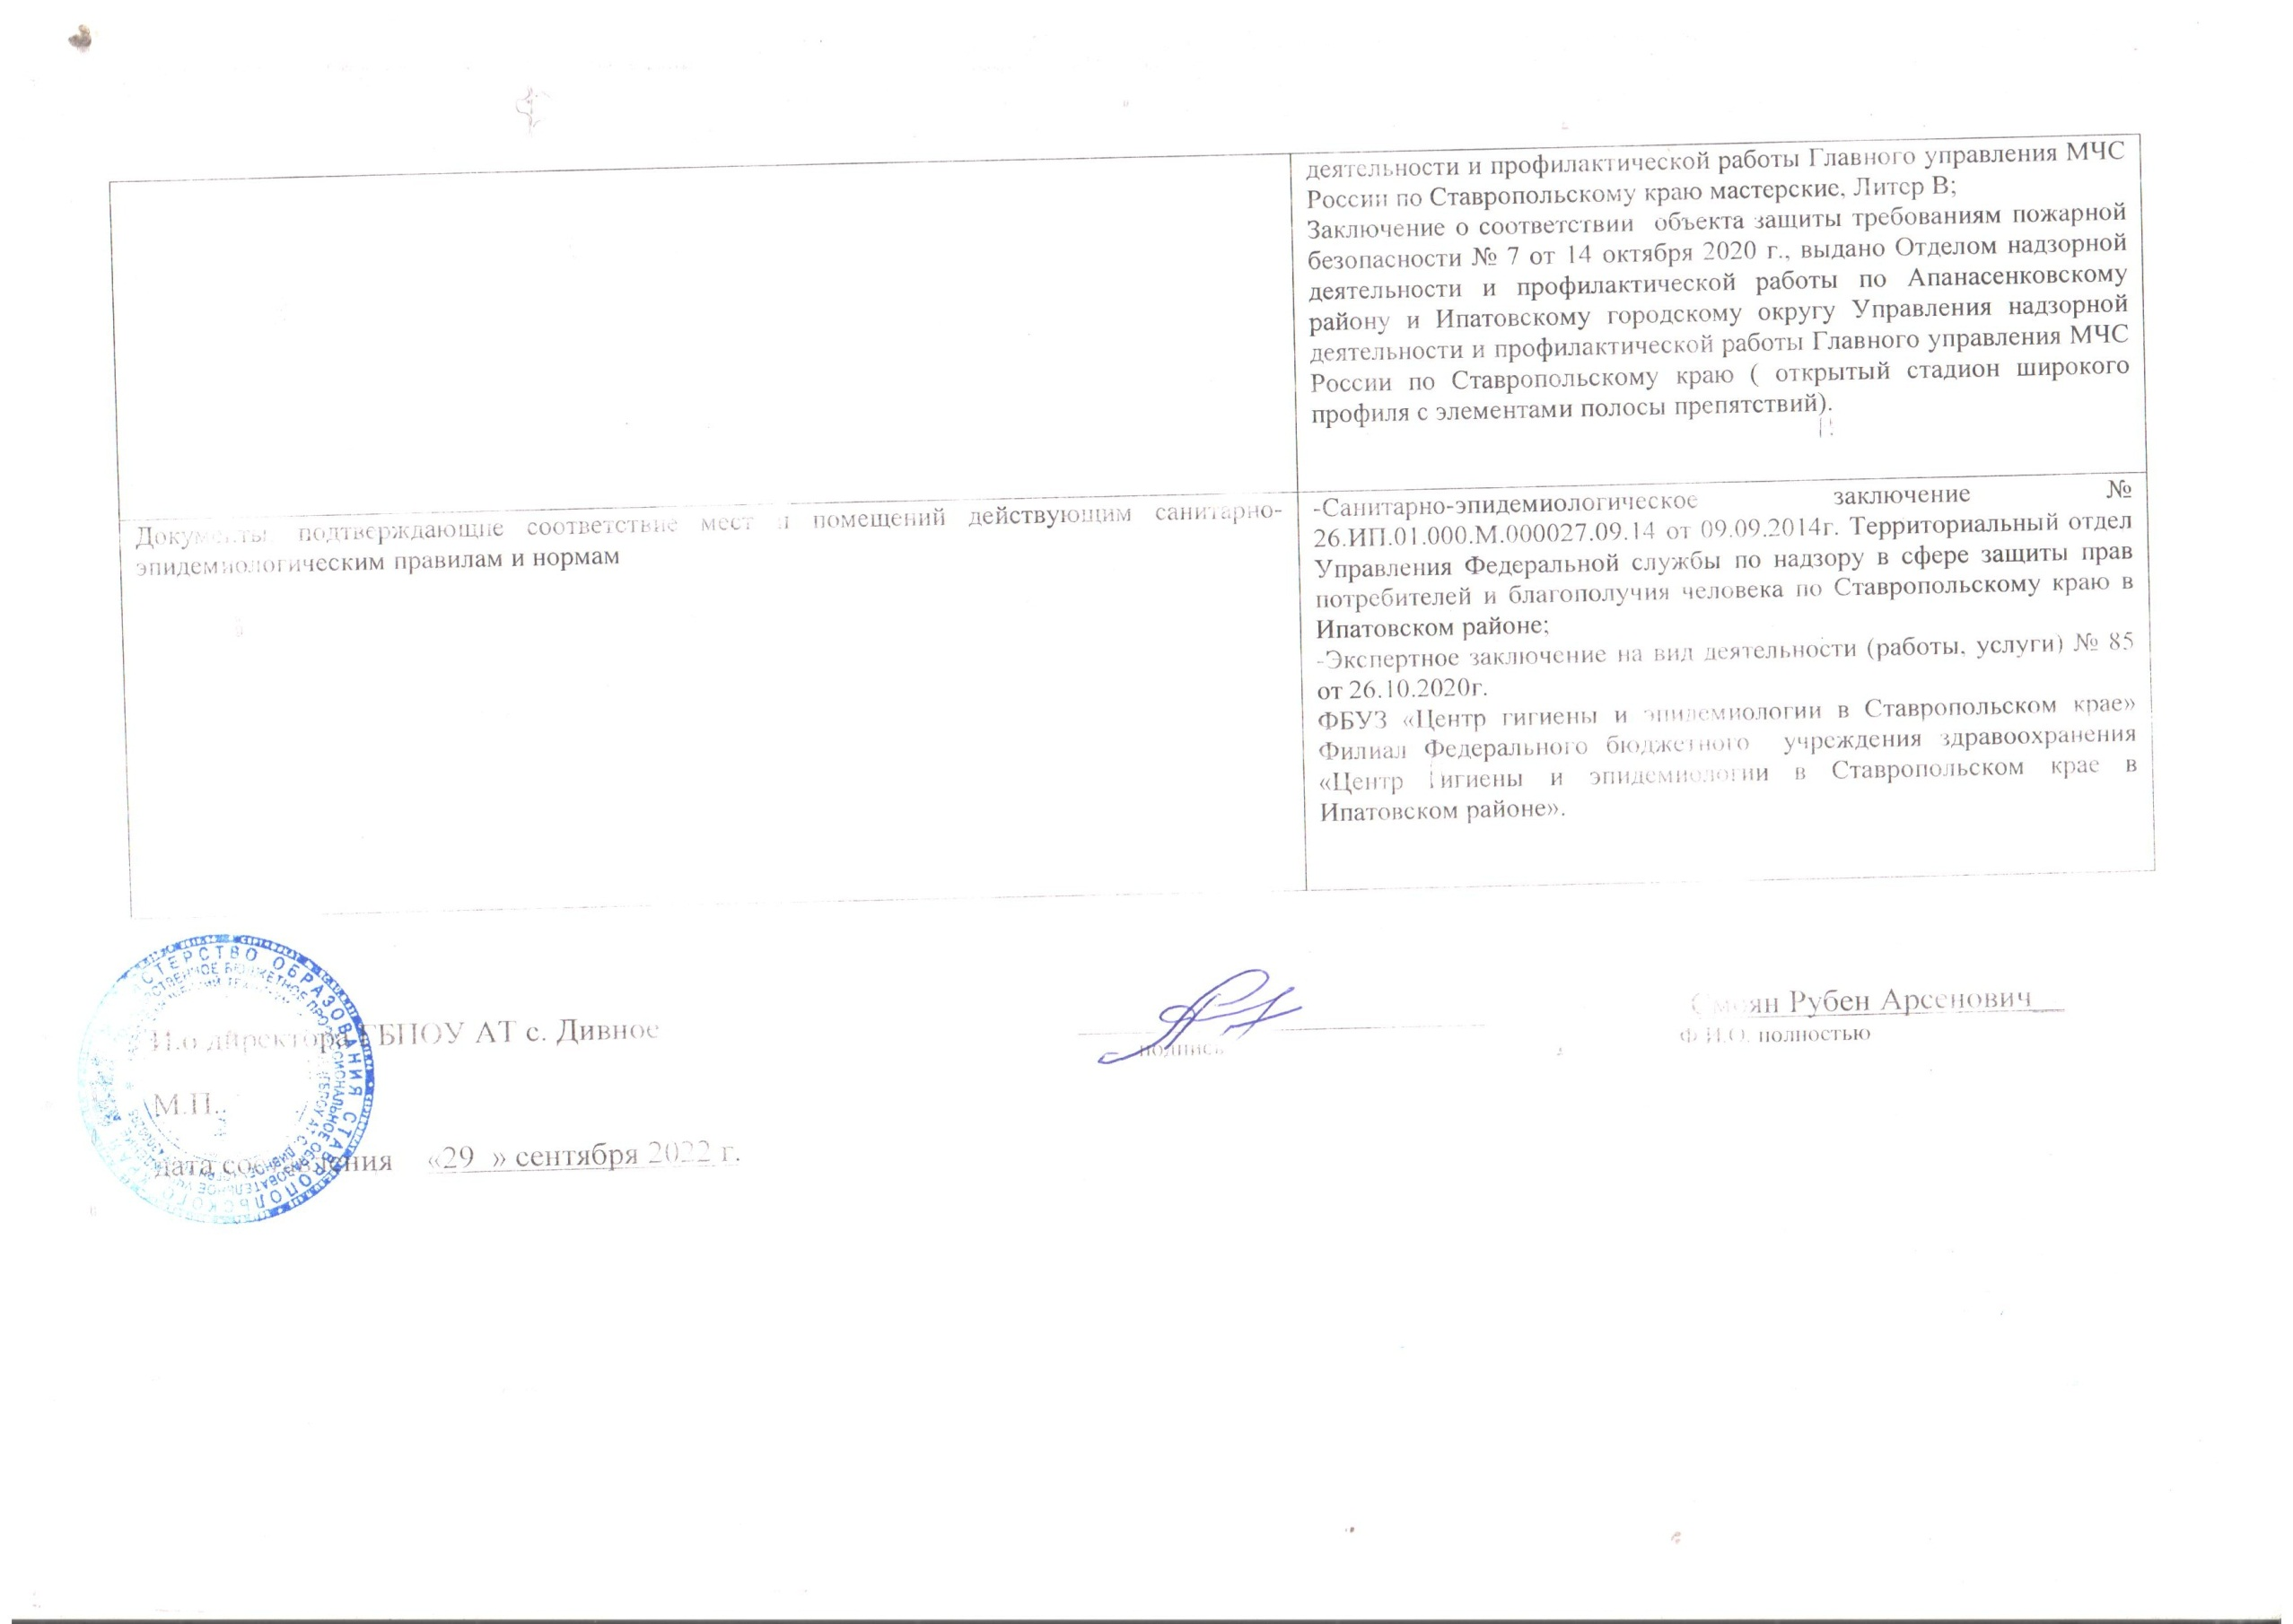 деятельности и профилактической работы Главного управления МЧС
России по Ставропольскому краю мастерские, Литер В;
Заключение о соответствии объекта защиты требованиям пожарной
безопасности № 7 от 14 октября 2020 г., выдано Отделом надзорной
деятельности и профилактической работы по Апанасенковскому
району и Ипатовскому городскому округу Управления надзорной
деятельности и профилактической работы Главного управления МЧС
России по Ставропольскому краю ( открытый стадион широкого
профиля с элементами полосы препятствий).
Документы, подтверждающие соответствие мест и помещений действующим санитарно-
эпидемиологическим правилам и нормам
-Санитарно-эпидемиологическое заключение №
26.ИП.01.000.М.000027.09.14 от 09.09.2014г. Территориальный отдел
Управления Федеральной службы по надзору в сфере защиты прав
потребителей и благополучия человека по Ставропольскому краю в
Ипатовском районе;
-Экспертное заключение на вид деятельности (работы, услуги) № 85
от 26.10.2020г.
ФБУЗ «Центр гигиены и эпидемиологии в Ставропольском крае»
Филиал Федерального бюджетного учреждения здравоохранения
«Центр Гигиены и эпидемиологии в Ставропольском крае в
Ипатовском районе».
И.о директора ГБПОУ АТ с. Дивное
подпись
Рубен Арсенович
Ф.И.О. полностью
М.П.
дата составления «29 » сентября 2022 г.
МИНИСТЕРСТВО ОБРАЗОВАНИЯ СТАВРОПОЛЬСКОГО КРАЯ